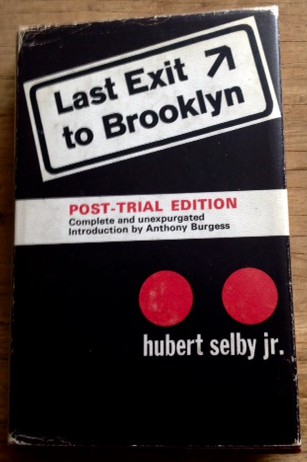 Last Exit
to Brooklyn
POST-TRIAL EDITION
Complete and unexpurgated
Introduction by Anthony Burgess
hubert selby jr.